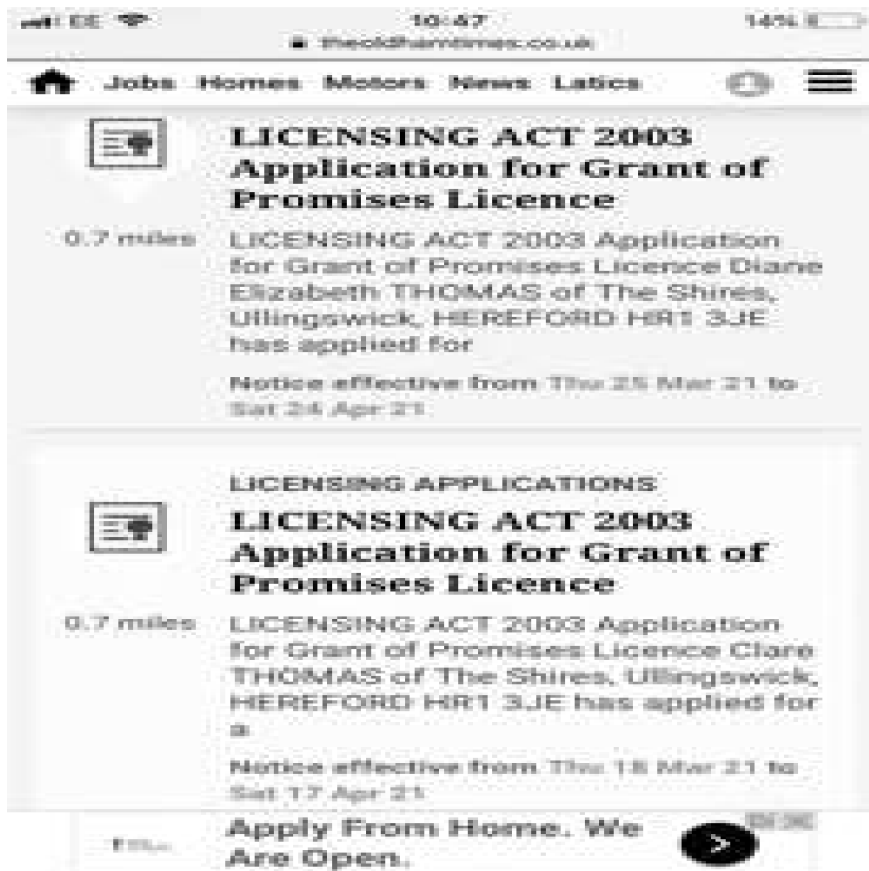 EE 10:47 14%
theoldhamtimes.co.uk
Jobs Homes Motors News Latics
LICENSING ACT 2003
Application for Grant of
Promises Licence
0.7 miles
LICENSING ACT 2003 Application
for Grant of Promises Licence Diane
Elizabeth THOMAS of The Shires,
Ullingswick, HEREFORD HR1 3JE
has applied for
Notice effective from Thu 25 Mar 21 to
Sat 24 Apr 21
LICENSING APPLICATIONS
LICENSING ACT 2003
Application for Grant of
Promises Licence
0.7 miles
LICENSING ACT 2003 Application
for Grant of Promises Licence Clare
THOMAS of The Shires, Ullingswick,
HEREFORD HR1 3JE has applied for
a
Notice effective from Thu 18 Mar 21 to
Sat 17 Apr 21
Apply From Home. We
Are Open.